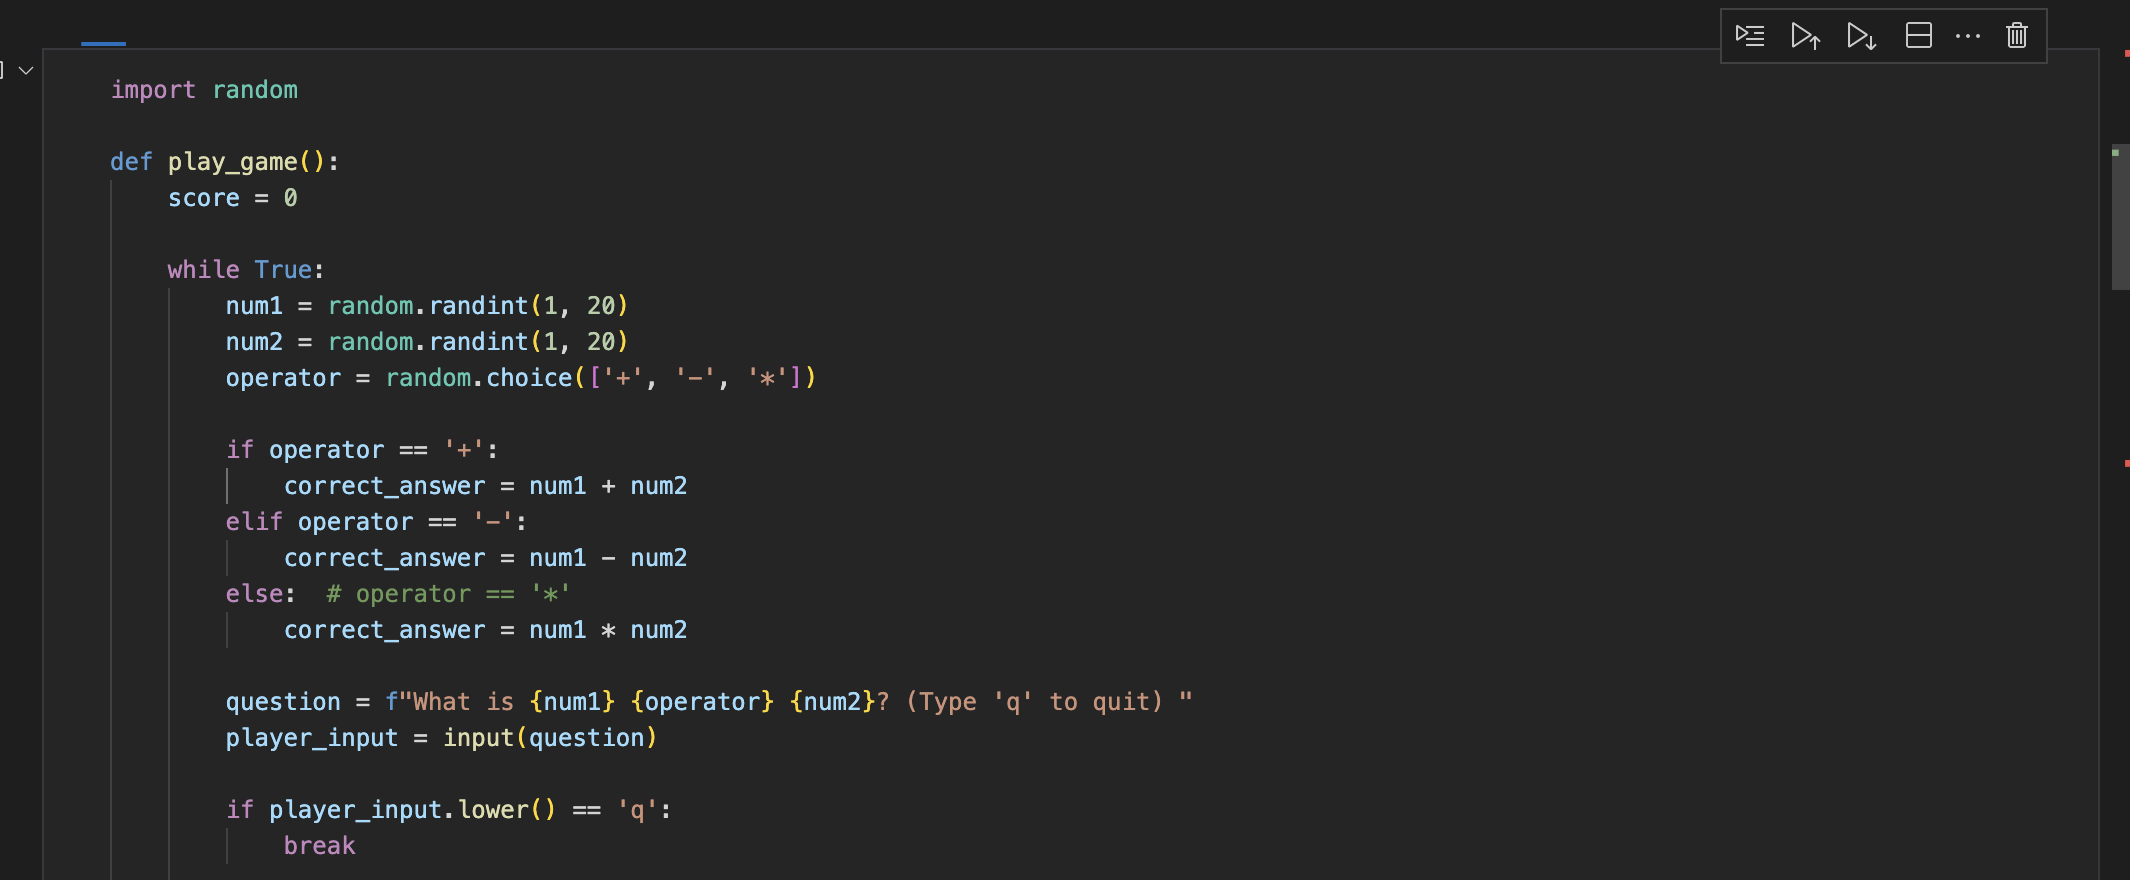 import random
def play_game():
score = 0
while True:
num1 = random.randint(1, 20)
num2 = random.randint(1, 20)
operator = random.choice(['+', '-', '*'])
if operator == '+':
correct_answer = num1 + num2
elif operator == '-':
correct_answer = num1 - num2
else:  # operator == '*'
correct_answer = num1 * num2
question = f"What is {num1} {operator} {num2}? (Type 'q' to quit) "
player_input = input(question)
if player_input.lower() == 'q':
break